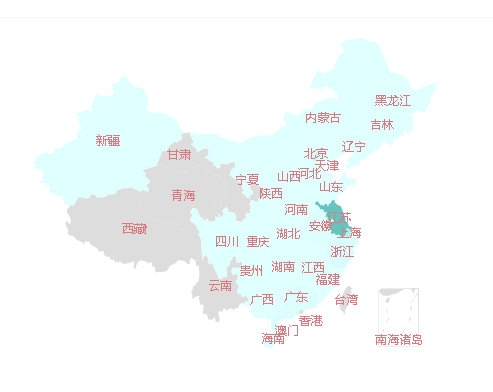 黑龙江
内蒙古
吉林
新疆
辽宁
北京
甘肃
天津
山西
河北
宁夏
山东
陕西
青海
河南
江苏
安徽
上海
西藏
湖北
四川
重庆
浙江
湖南
江西
贵州
福建
云南
广西
广东
台湾
香港
澳门
海南
南海诸岛